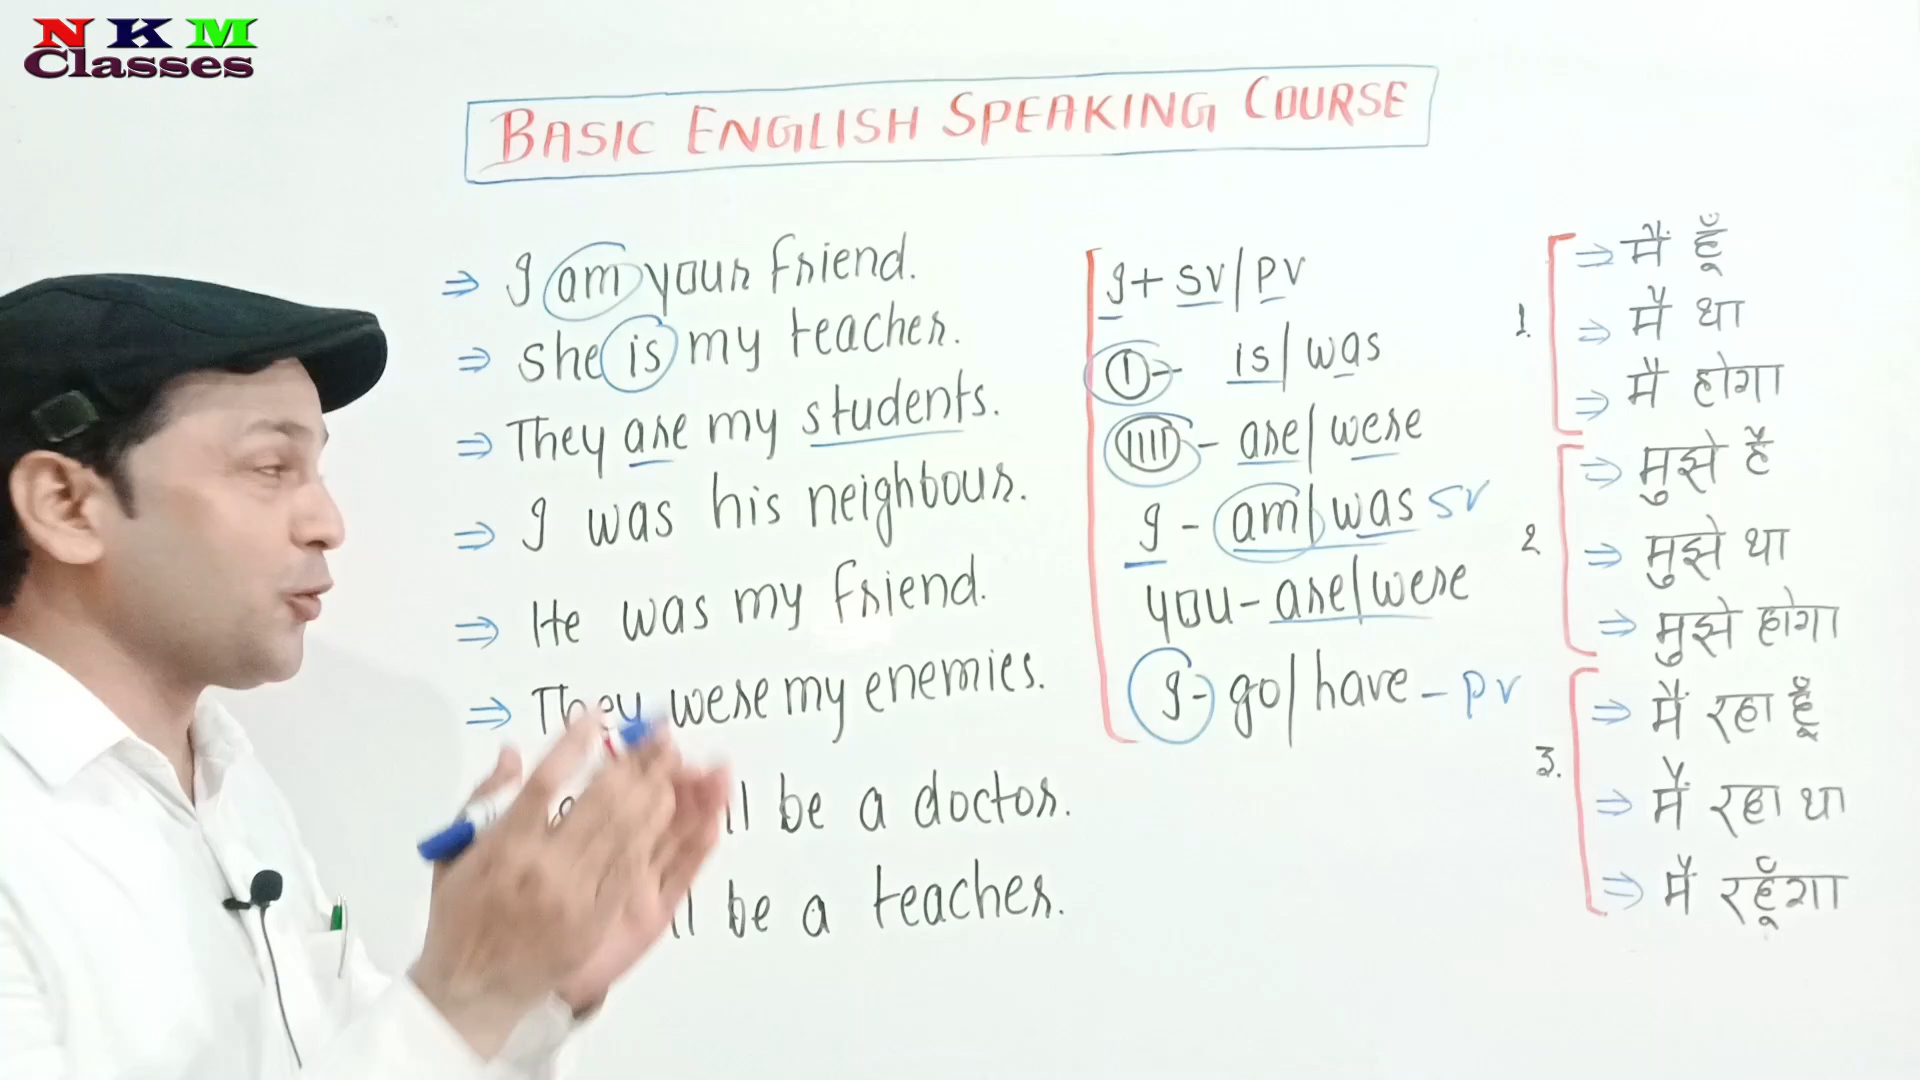 N K M
Classes
BASIC ENGLISH SPEAKING COURSE
⇒ I am your friend.
⇒ She is my teacher.
⇒ They are my students.
⇒ I was his neighbour.
⇒ He was my friend.
⇒ They were my enemies.
be a doctor.
be a teacher.
I + SV/PV
I - is/was
IIII - are/were
I - am/was SV
you - are/were
I - go/have - PV
1.
⇒ मैं हूँ
⇒ मैं था
⇒ मैं होगा
2
⇒ मुझे है
⇒ मुझे था
⇒ मुझे होगा
3.
⇒ मैं रहा हूँ
⇒ मैं रहा था
⇒ मैं रहूँगा